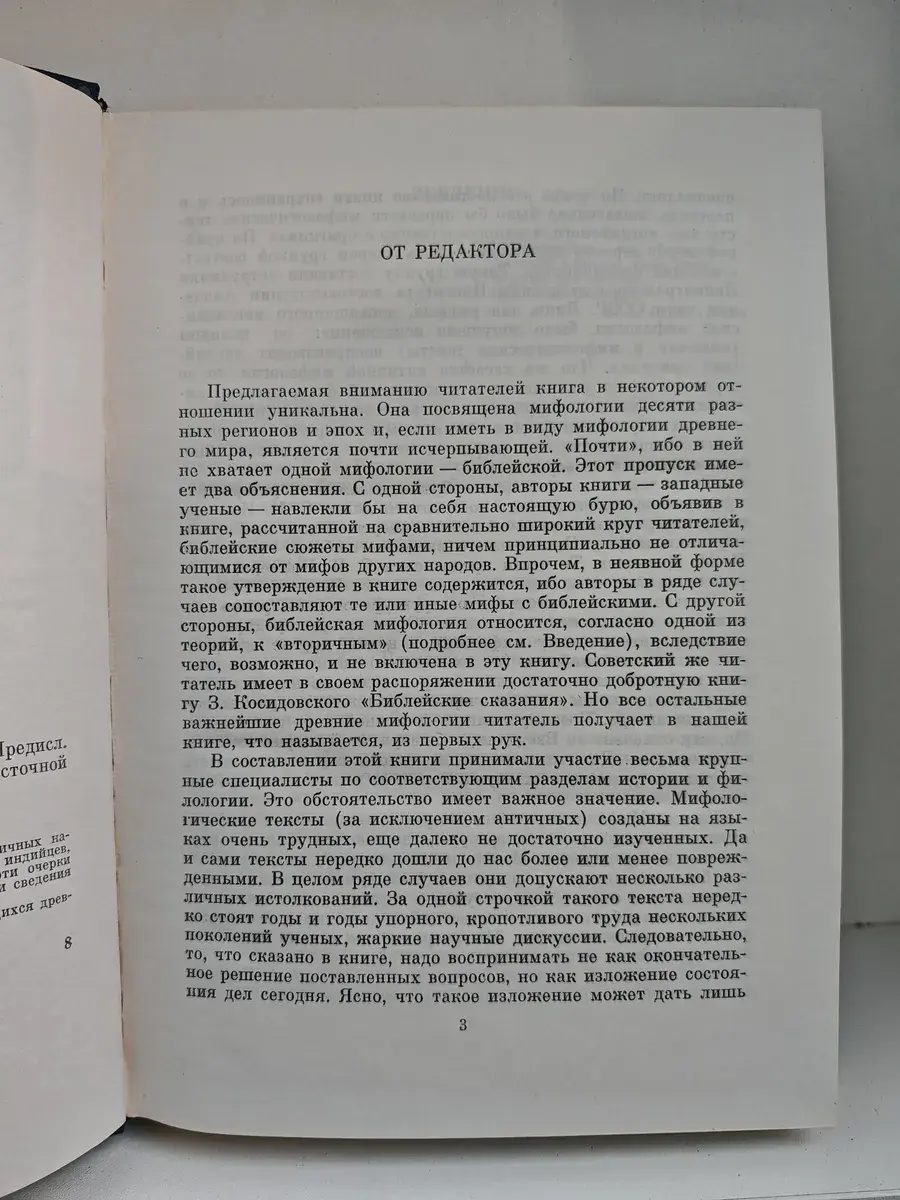 Предисл.
сточной
ичных на-
индийцев,
оти очерки
и сведения
щихся древ-
8
ОТ РЕДАКТОРА
Предлагаемая вниманию читателей книга в некотором от-
ношении уникальна. Она посвящена мифологии десяти раз-
ных регионов и эпох и, если иметь в виду мифологии древне-
го мира, является почти исчерпывающей. «Почти», ибо в ней
не хватает одной мифологии — библейской. Этот пропуск име-
ет два объяснения. С одной стороны, авторы книги — западные
ученые — навлекли бы на себя настоящую бурю, объявив в
книге, рассчитанной на сравнительно широкий круг читателей,
библейские сюжеты мифами, ничем принципиально не отлича-
ющимися от мифов других народов. Впрочем, в неявной форме
такое утверждение в книге содержится, ибо авторы в ряде слу-
чаев сопоставляют те или иные мифы с библейскими. С другой
стороны, библейская мифология относится, согласно одной из
теорий, к «вторичным» (подробнее см. Введение), вследствие
чего, возможно, и не включена в эту книгу. Советский же чи-
татель имеет в своем распоряжении достаточно добротную кни-
гу З. Косидовского «Библейские сказания». Но все остальные
важнейшие древние мифологии читатель получает в нашей
книге, что называется, из первых рук.
В составлении этой книги принимали участие весьма круп-
ные специалисты по соответствующим разделам истории и фи-
лологии. Это обстоятельство имеет важное значение. Мифоло-
гические тексты (за исключением античных) созданы на язы-
ках очень трудных, еще далеко не достаточно изученных. Да
и сами тексты нередко дошли до нас более или менее повреж-
денными. В целом ряде случаев они допускают несколько раз-
личных истолкований. За одной строчкой такого текста неред-
ко стоят годы и годы упорного, кропотливого труда нескольких
поколений ученых, жаркие научные дискуссии. Следовательно,
то, что сказано в книге, надо воспринимать не как окончатель-
ное решение поставленных вопросов, но как изложение состоя-
ния дел сегодня. Ясно, что такое изложение может дать лишь
3